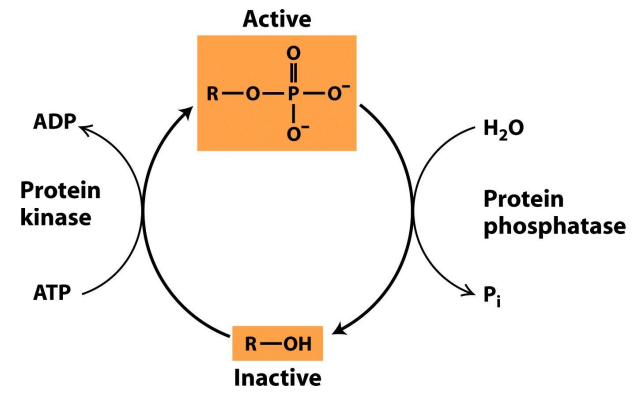 Active
O
R—O—P—O⁻
O⁻
ADP
H₂O
Protein
kinase
Protein
phosphatase
ATP
Pᵢ
R—OH
Inactive